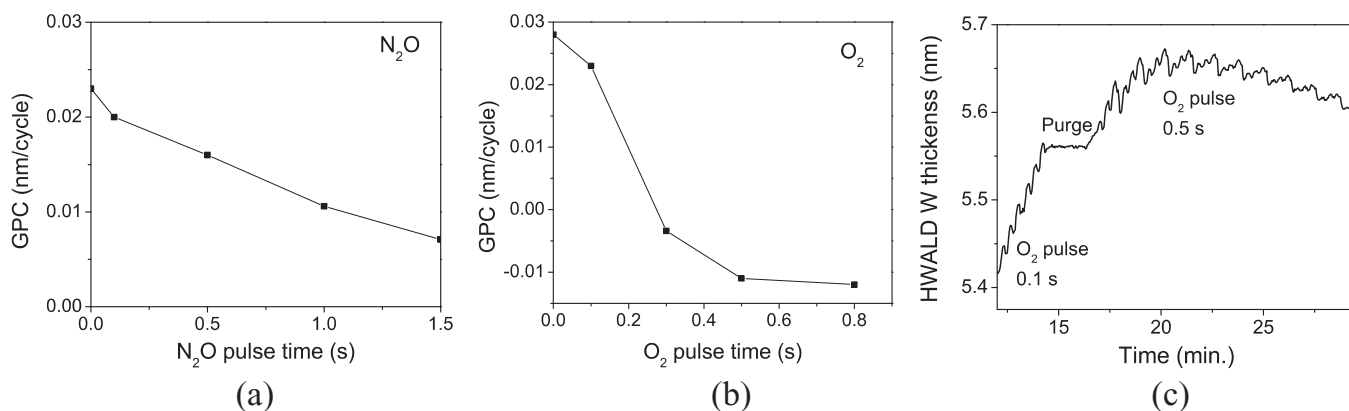 0.03
0.02
0.01
0.00
GPC (nm/cycle)
N₂O
0.0 0.5 1.0 1.5
N₂O pulse time (s)
(a)
0.03
0.02
0.01
0.00
-0.01
GPC (nm/cycle)
O₂
0.0 0.2 0.4 0.6 0.8
O₂ pulse time (s)
(b)
5.7
5.6
5.5
5.4
HWALD W thickenss (nm)
Purge
O₂ pulse
0.5 s
O₂ pulse
0.1 s
15 20 25
Time (min.)
(c)